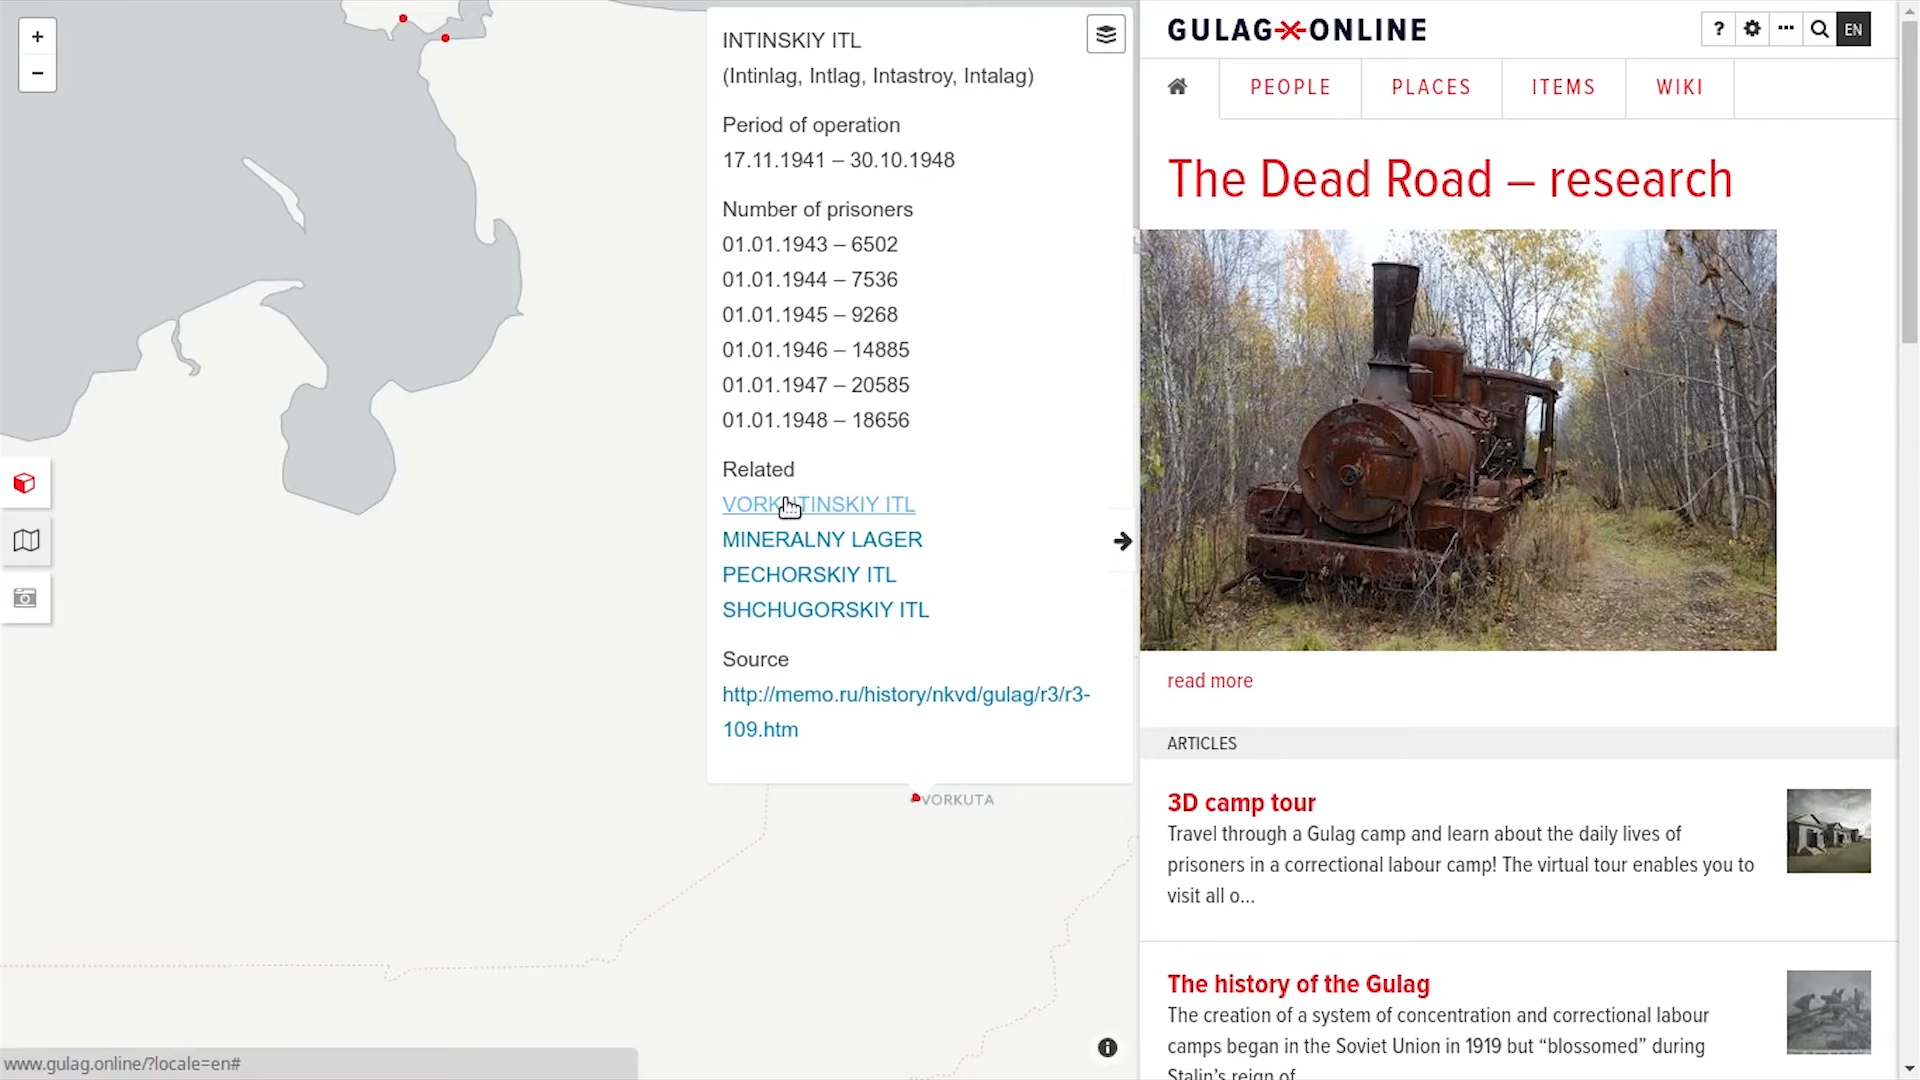 +
−
INTINSKIY ITL
(Intinlag, Intlag, Intastroy, Intalag)
Period of operation
17.11.1941 – 30.10.1948
Number of prisoners
01.01.1943 – 6502
01.01.1944 – 7536
01.01.1945 – 9268
01.01.1946 – 14885
01.01.1947 – 20585
01.01.1948 – 18656
Related
VORKUTINSKIY ITL
MINERALNY LAGER
PECHORSKIY ITL
SHCHUGORSKIY ITL
Source
http://memo.ru/history/nkvd/gulag/r3/r3-
109.htm
VORKUTA
www.gulag.online/?locale=en#
GULAG ONLINE
? EN
PEOPLE PLACES ITEMS WIKI
The Dead Road – research
read more
ARTICLES
3D camp tour
Travel through a Gulag camp and learn about the daily lives of
prisoners in a correctional labour camp! The virtual tour enables you to
visit all o...
The history of the Gulag
The creation of a system of concentration and correctional labour
camps began in the Soviet Union in 1919 but “blossomed” during
Stalin’s reign of